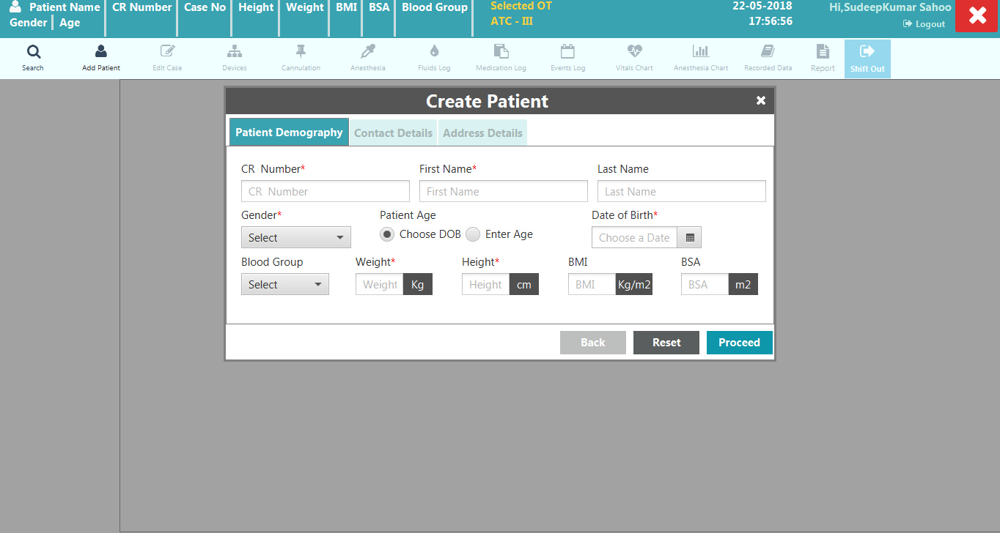 Patient Name CR Number Case No Height Weight BMI BSA Blood Group Selected OT 22-05-2018 Hi,SudeepKumar Sahoo
Gender Age ATC - III 17:56:56 Logout
Search Add Patient Edit Case Devices Cannulation Anesthesia Fluids Log Medication Log Events Log Vitals Chart Anesthesia Chart Recorded Data Report Shift Out
Create Patient
Patient Demography Contact Details Address Details
CR Number* First Name* Last Name
CR Number First Name Last Name
Gender* Patient Age Date of Birth*
Select Choose DOB Enter Age Choose a Date
Blood Group Weight* Height* BMI BSA
Select Weight Kg Height cm BMI Kg/m2 BSA m2
Back Reset Proceed